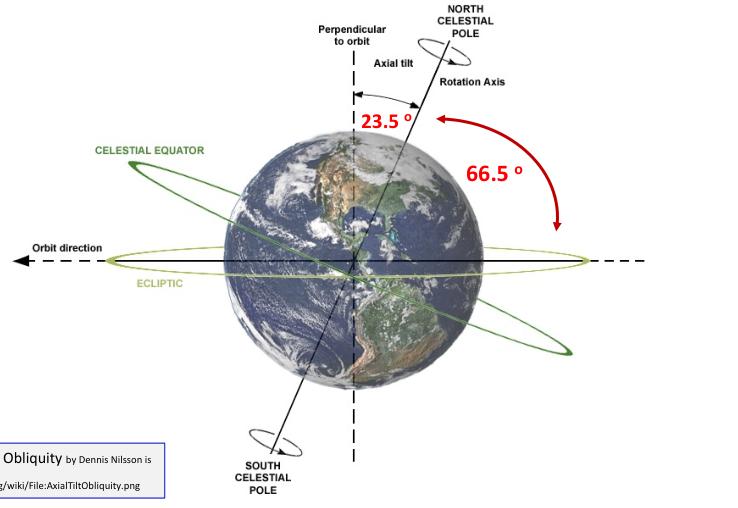 NORTH
CELESTIAL
POLE
Perpendicular
to orbit
Axial tilt
Rotation Axis
23.5 º
66.5 º
CELESTIAL EQUATOR
Orbit direction
ECLIPTIC
SOUTH
CELESTIAL
POLE
Obliquity by Dennis Nilsson is
g/wiki/File:AxialTiltObliquity.png